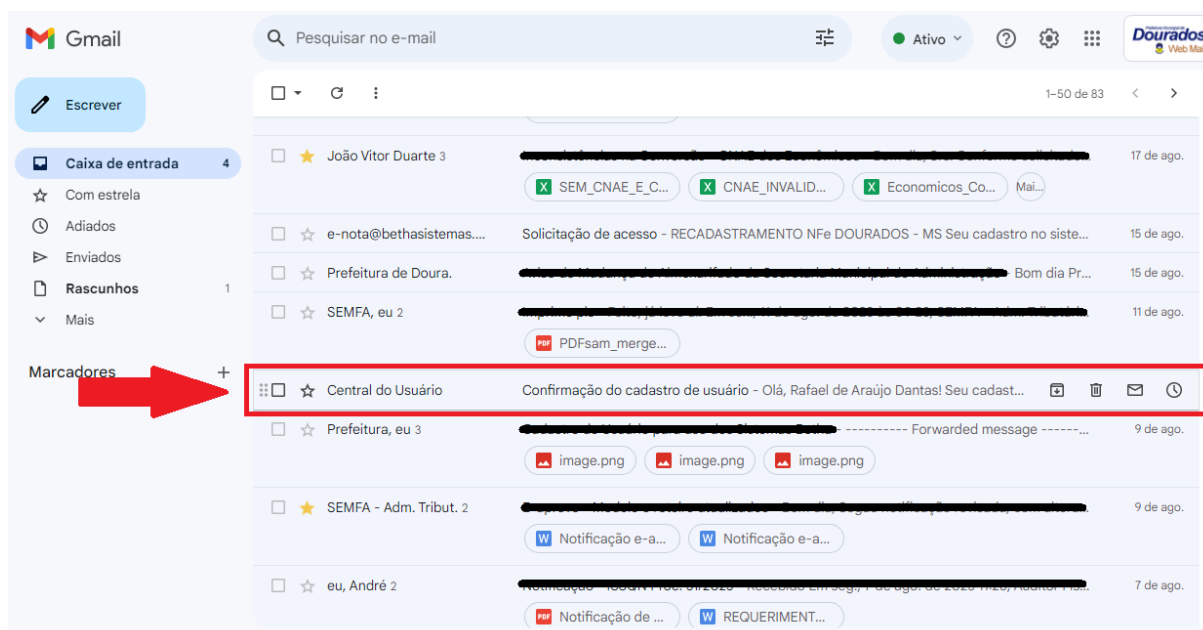 Gmail
Pesquisar no e-mail
Ativo
Dourados
Web Mai
Escrever
1–50 de 83
Caixa de entrada 4
Com estrela
Adiados
Enviados
Rascunhos 1
Mais
Marcadores
João Vitor Duarte 3 17 de ago.
SEM_CNAE_E_C... CNAE_INVALID... Economicos_Co... Mai...
e-nota@bethasistemas.... Solicitação de acesso - RECADASTRAMENTO NFe DOURADOS - MS Seu cadastro no siste... 15 de ago.
Prefeitura de Doura. - Bom dia Pr... 15 de ago.
SEMFA, eu 2 11 de ago.
PDFsam_merge...
Central do Usuário Confirmação do cadastro de usuário - Olá, Rafael de Araújo Dantas! Seu cadast...
Prefeitura, eu 3 - ---------- Forwarded message ------... 9 de ago.
image.png image.png image.png
SEMFA - Adm. Tribut. 2 9 de ago.
Notificação e-a... Notificação e-a...
eu, André 2 7 de ago.
Notificação de ... REQUERIMENT...